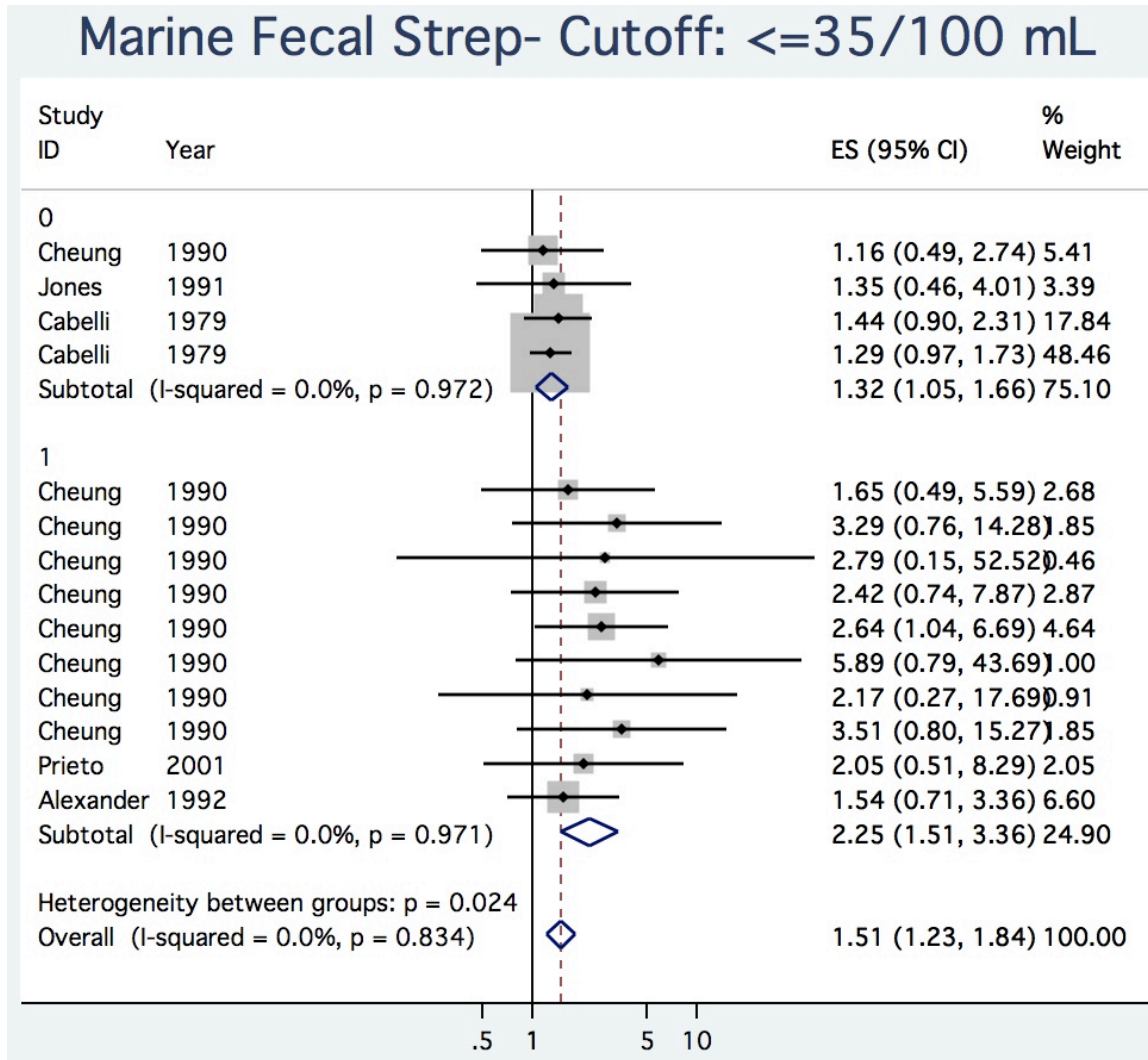 Marine Fecal Strep- Cutoff: <=35/100 mL
Study %
ID Year ES (95% CI) Weight
0
Cheung 1990 1.16 (0.49, 2.74) 5.41
Jones 1991 1.35 (0.46, 4.01) 3.39
Cabelli 1979 1.44 (0.90, 2.31) 17.84
Cabelli 1979 1.29 (0.97, 1.73) 48.46
Subtotal (I-squared = 0.0%, p = 0.972) 1.32 (1.05, 1.66) 75.10
1
Cheung 1990 1.65 (0.49, 5.59) 2.68
Cheung 1990 3.29 (0.76, 14.28) 1.85
Cheung 1990 2.79 (0.15, 52.52) 0.46
Cheung 1990 2.42 (0.74, 7.87) 2.87
Cheung 1990 2.64 (1.04, 6.69) 4.64
Cheung 1990 5.89 (0.79, 43.69) 1.00
Cheung 1990 2.17 (0.27, 17.69) 0.91
Cheung 1990 3.51 (0.80, 15.27) 1.85
Prieto 2001 2.05 (0.51, 8.29) 2.05
Alexander 1992 1.54 (0.71, 3.36) 6.60
Subtotal (I-squared = 0.0%, p = 0.971) 2.25 (1.51, 3.36) 24.90
Heterogeneity between groups: p = 0.024
Overall (I-squared = 0.0%, p = 0.834) 1.51 (1.23, 1.84) 100.00
.5 1 5 10